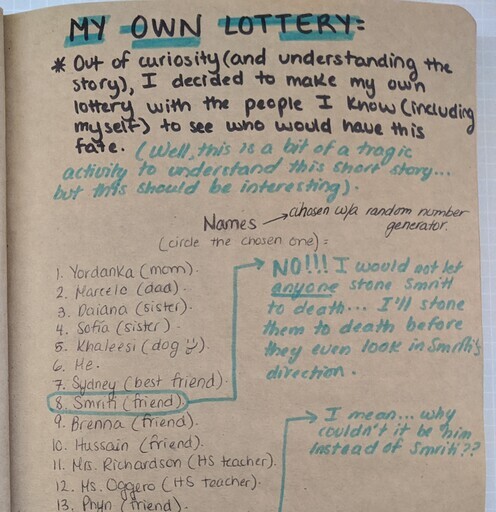 MY OWN LOTTERY:
* Out of curiosity (and understanding the
story), I decided to make my own
lottery with the people I know (including
myself) to see who would have this
fate. (Well, this is a bit of a tragic
activity to understand this short story...
but this should be interesting).
Names → chosen w/a random number
generator.
(circle the chosen one):
1. Yordanka (mom).
2. Marcelo (dad).
3. Daiana (sister).
4. Sofia (sister).
5. Khaleesi (dog).
6. Me.
7. Sydney (best friend).
8. Smriti (friend).
9. Brenna (friend).
10. Hussain (friend).
11. Mrs. Richardson (HS teacher).
12. Ms. Oggero (HS teacher).
13. Phyn (friend).
NO!!! I would not let
anyone stone Smriti
to death... I'll stone
them to death before
they even look in Smriti's
direction.
I mean... why
couldn't it be him
instead of Smriti??